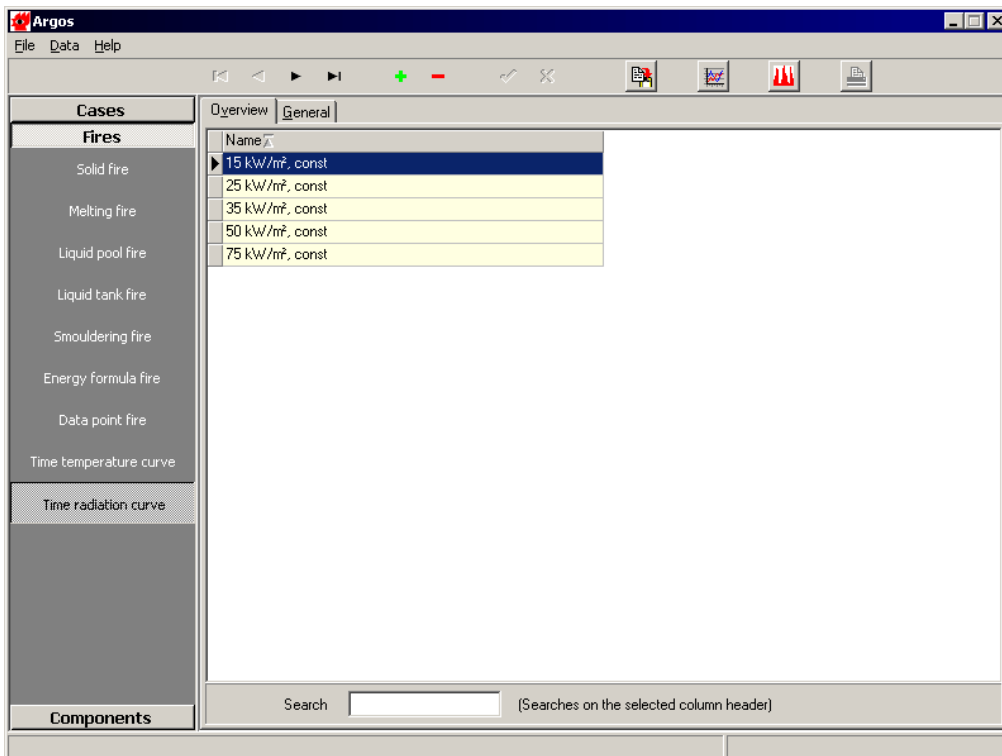 Argos
File Data Help
Cases
Fires
Solid fire
Melting fire
Liquid pool fire
Liquid tank fire
Smouldering fire
Energy formula fire
Data point fire
Time temperature curve
Time radiation curve
Components
Overview General
Name
15 kW/m², const
25 kW/m², const
35 kW/m², const
50 kW/m², const
75 kW/m², const
Search (Searches on the selected column header)